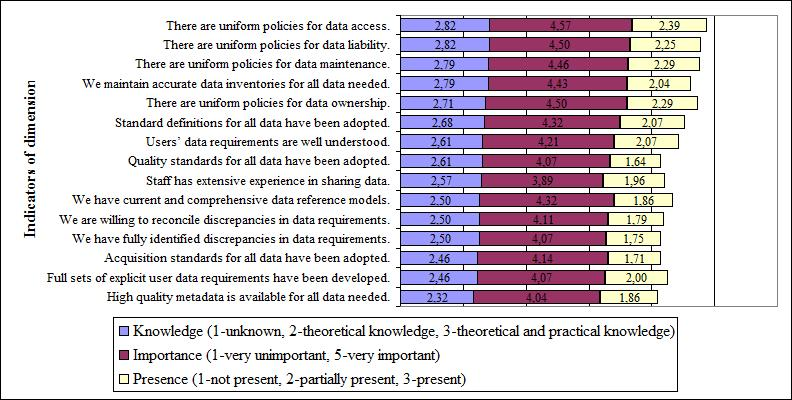 Indicators of dimension
There are uniform policies for data access. 2,82 4,57 2,39
There are uniform policies for data liability. 2,82 4,50 2,25
There are uniform policies for data maintenance. 2,79 4,46 2,29
We maintain accurate data inventories for all data needed. 2,79 4,43 2,04
There are uniform policies for data ownership. 2,71 4,50 2,29
Standard definitions for all data have been adopted. 2,68 4,32 2,07
Users' data requirements are well understood. 2,61 4,21 2,07
Quality standards for all data have been adopted. 2,61 4,07 1,64
Staff has extensive experience in sharing data. 2,57 3,89 1,96
We have current and comprehensive data reference models. 2,50 4,32 1,86
We are willing to reconcile discrepancies in data requirements. 2,50 4,11 1,79
We have fully identified discrepancies in data requirements. 2,50 4,07 1,75
Acquisition standards for all data have been adopted. 2,46 4,14 1,71
Full sets of explicit user data requirements have been developed. 2,46 4,07 2,00
High quality metadata is available for all data needed. 2,32 4,04 1,86
Knowledge (1-unknown, 2-theoretical knowledge, 3-theoretical and practical knowledge)
Importance (1-very unimportant, 5-very important)
Presence (1-not present, 2-partially present, 3-present)